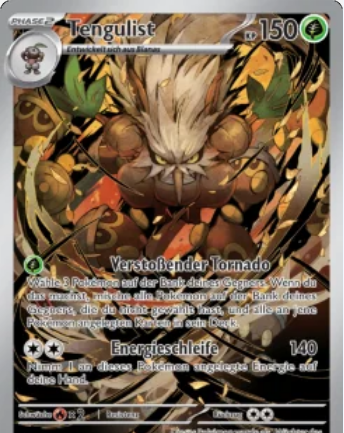 PHASE 2
Tengulist
KP 150
Entwickelt sich aus Blanas
Verstoßender Tornado
Wähle 3 Pokémon auf der Bank deines Gegners. Wenn du
das machst, mische alle Pokémon auf der Bank deines
Gegners, die du nicht gewählt hast, und alle an jene
Pokémon angelegten Karten in sein Deck.
Energieschleife 140
Nimm 1 an dieses Pokémon angelegte Energie auf
deine Hand.
Schwäche ×2 Resistenz Rückzug